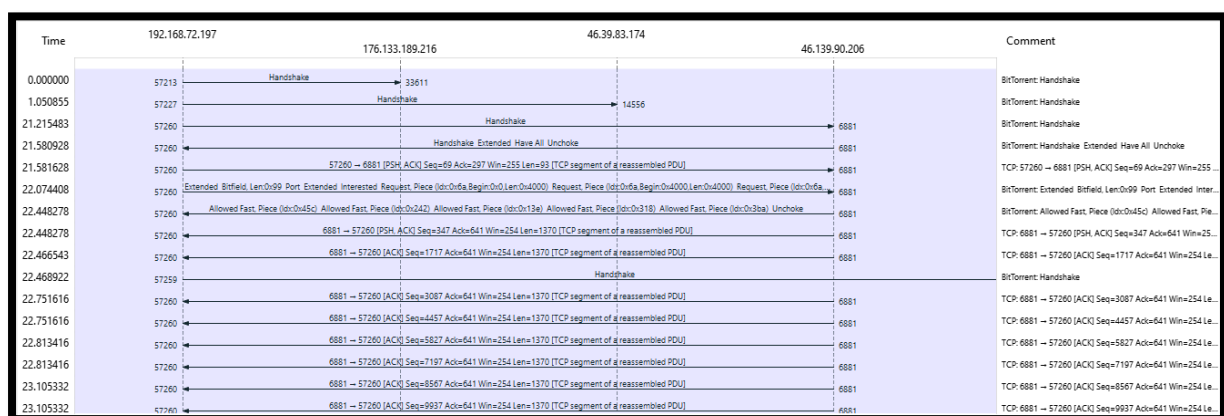 Time 192.168.72.197 176.133.189.216 46.39.83.174 46.139.90.206 Comment
0.000000 57213 Handshake 33611 BitTorrent: Handshake
1.050855 57227 Handshake 14556 BitTorrent: Handshake
21.215483 57260 Handshake 6881 BitTorrent: Handshake
21.580928 57260 Handshake Extended Have All Unchoke 6881 BitTorrent: Handshake Extended Have All Unchoke
21.581628 57260 57260 → 6881 [PSH, ACK] Seq=69 Ack=297 Win=255 Len=93 [TCP segment of a reassembled PDU] 6881 TCP: 57260 → 6881 [PSH, ACK] Seq=69 Ack=297 Win=255 ...
22.074408 57260 Extended Bitfield, Len:0x99 Port Extended Interested Request, Piece (Idx:0x6a,Begin:0x0,Len:0x4000) Request, Piece (Idx:0x6a,Begin:0x4000,Len:0x4000) Request, Piece (Idx:0x6a... 6881 BitTorrent: Extended Bitfield, Len:0x99 Port Extended Inter...
22.448278 57260 Allowed Fast, Piece (Idx:0x45c) Allowed Fast, Piece (Idx:0x242) Allowed Fast, Piece (Idx:0x13e) Allowed Fast, Piece (Idx:0x318) Allowed Fast, Piece (Idx:0x3ba) Unchoke 6881 BitTorrent: Allowed Fast, Piece (Idx:0x45c) Allowed Fast, Pie...
22.448278 57260 6881 → 57260 [PSH, ACK] Seq=347 Ack=641 Win=254 Len=1370 [TCP segment of a reassembled PDU] 6881 TCP: 6881 → 57260 [PSH, ACK] Seq=347 Ack=641 Win=25...
22.466543 57260 6881 → 57260 [ACK] Seq=1717 Ack=641 Win=254 Len=1370 [TCP segment of a reassembled PDU] 6881 TCP: 6881 → 57260 [ACK] Seq=1717 Ack=641 Win=254 Le...
22.468922 57259 Handshake BitTorrent: Handshake
22.751616 57260 6881 → 57260 [ACK] Seq=3087 Ack=641 Win=254 Len=1370 [TCP segment of a reassembled PDU] 6881 TCP: 6881 → 57260 [ACK] Seq=3087 Ack=641 Win=254 Le...
22.751616 57260 6881 → 57260 [ACK] Seq=4457 Ack=641 Win=254 Len=1370 [TCP segment of a reassembled PDU] 6881 TCP: 6881 → 57260 [ACK] Seq=4457 Ack=641 Win=254 Le...
22.813416 57260 6881 → 57260 [ACK] Seq=5827 Ack=641 Win=254 Len=1370 [TCP segment of a reassembled PDU] 6881 TCP: 6881 → 57260 [ACK] Seq=5827 Ack=641 Win=254 Le...
22.813416 57260 6881 → 57260 [ACK] Seq=7197 Ack=641 Win=254 Len=1370 [TCP segment of a reassembled PDU] 6881 TCP: 6881 → 57260 [ACK] Seq=7197 Ack=641 Win=254 Le...
23.105332 57260 6881 → 57260 [ACK] Seq=8567 Ack=641 Win=254 Len=1370 [TCP segment of a reassembled PDU] 6881 TCP: 6881 → 57260 [ACK] Seq=8567 Ack=641 Win=254 Le...
23.105332 57260 6881 → 57260 [ACK] Seq=9937 Ack=641 Win=254 Len=1370 [TCP segment of a reassembled PDU] 6881 TCP: 6881 → 57260 [ACK] Seq=9937 Ack=641 Win=254 Le...